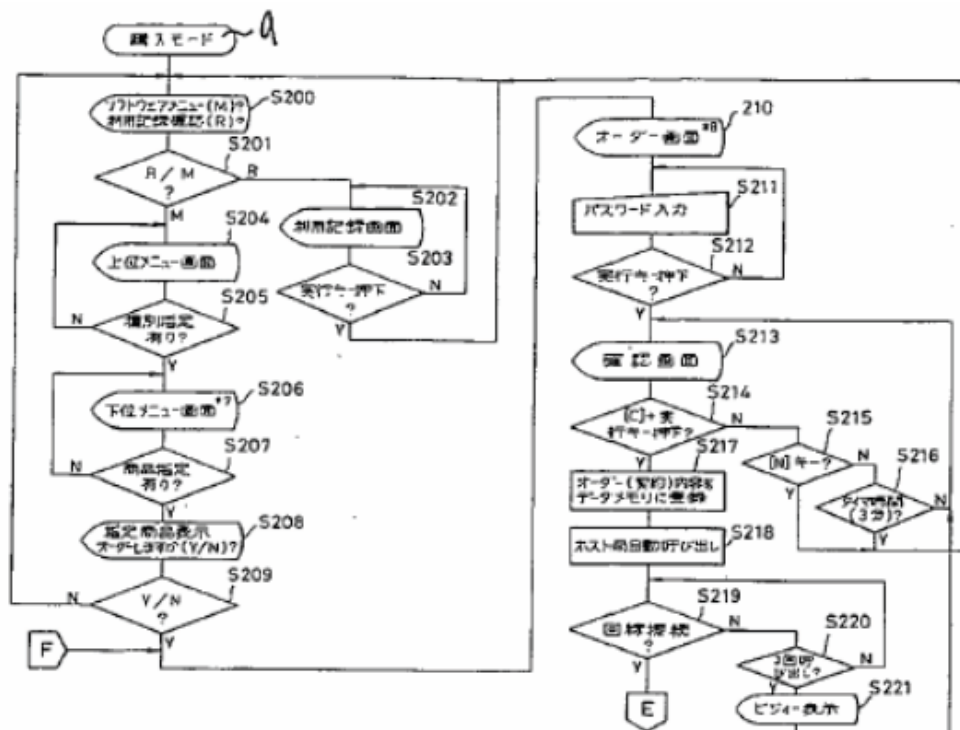 モード
a
ソフトウェアメニュー(M)?
利用記録確認(R)?
S200
S201
R/M
?
R
M
S202
利用記録画面
S203
実行キー押下
?
N
Y
S204
上位メニュー画面
S205
種別指定
有り?
N
Y
S206
下位メニュー画面*7
S207
商品指定
有り?
N
Y
S208
指定商品表示
オーダーしますか(Y/N)?
S209
Y/N
?
N
Y
F
210
オーダー画面*8
S211
パスワード入力
S212
実行キー押下
?
N
Y
S213
確認画面
S214
[C]+実
行キー押下?
N
Y
S215
[N]キー?
N
Y
S216
タイマ時間
(3分)?
N
Y
S217
オーダー(契約)内容を
データメモリに登録
S218
ホスト局自動呼び出し
S219
回線接続
?
N
Y
S220
3回呼
び出し?
N
Y
S221
ビジィー表示
E